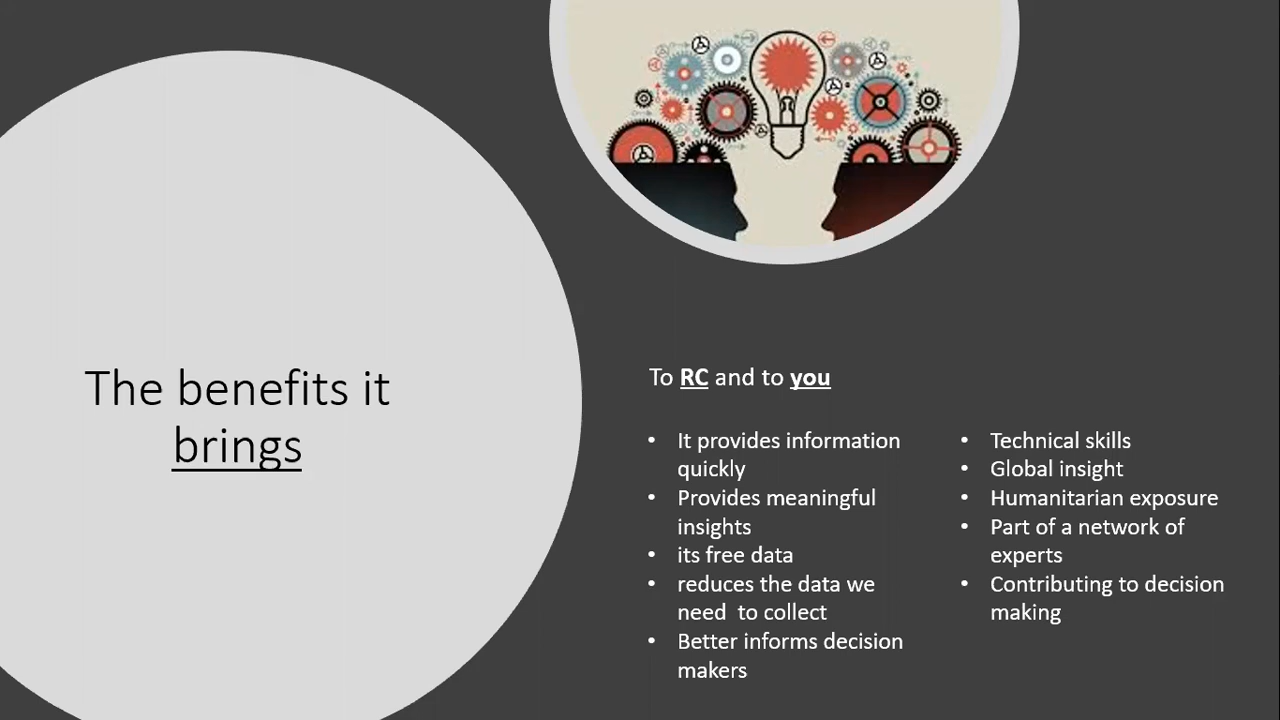 The benefits it
brings
To RC and to you
• It provides information
quickly
• Provides meaningful
insights
• its free data
• reduces the data we
need  to collect
• Better informs decision
makers
• Technical skills
• Global insight
• Humanitarian exposure
• Part of a network of
experts
• Contributing to decision
making